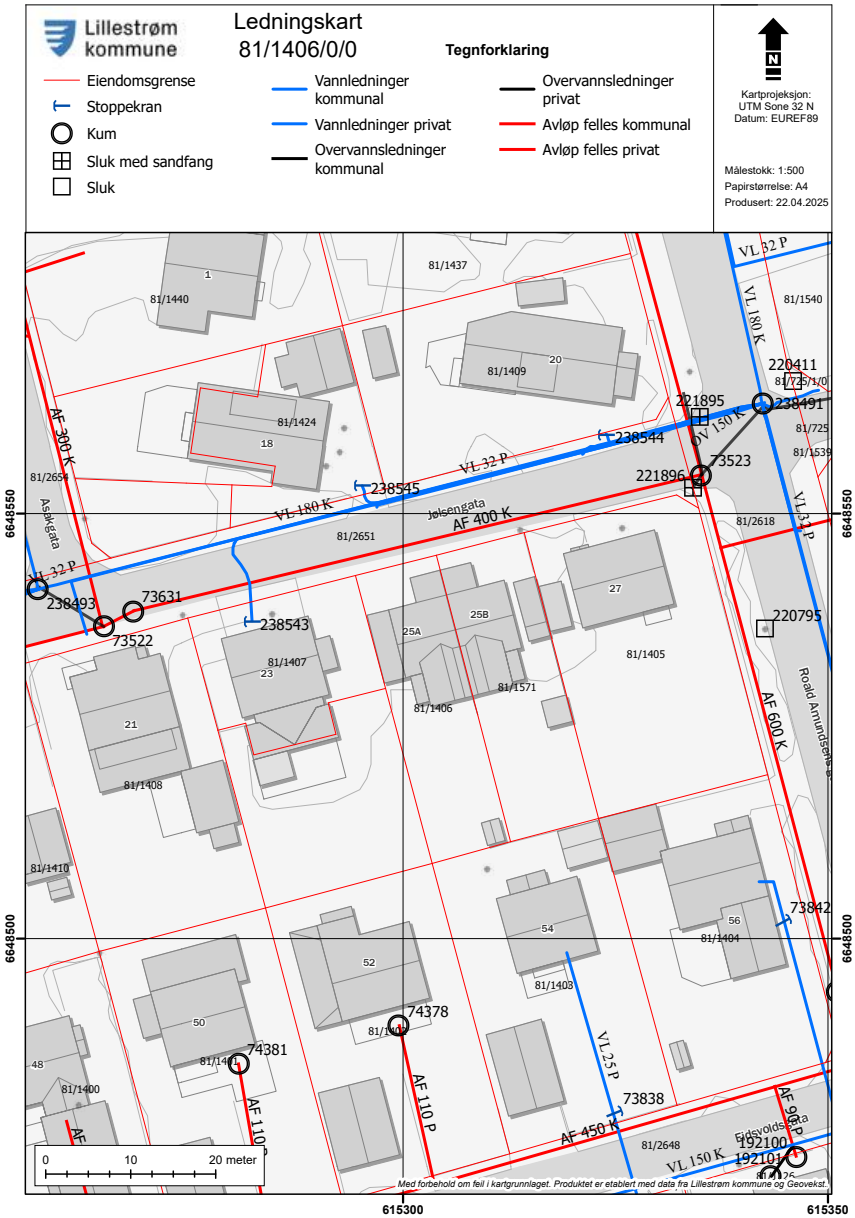 Lillestrøm
kommune
Ledningskart
81/1406/0/0
Tegnforklaring
Eiendomsgrense
Stoppekran
Kum
Sluk med sandfang
Sluk
Vannledninger
kommunal
Vannledninger privat
Overvannsledninger
kommunal
Overvannsledninger
privat
Avløp felles kommunal
Avløp felles privat
N
Kartprojeksjon:
UTM Sone 32 N
Datum: EUREF89
Målestokk: 1:500
Papirstørrelse: A4
Produsert: 22.04.2025
VL 32 P
81/1437
1
81/1440
81/1540
VL 180 K
20
81/1409
220411
81/725/1/0
221895
238491
81/1424
18
AF 300 K
OV 150 K
81/725
238544
81/1539
VL 32 P
73523
81/2654
221896
238545
VL 180 K
Jølsengata
AF 400 K
VL 32 P
6648550
6648550
Asakgata
81/2618
81/2651
VL 32 P
27
238493
73631
220795
73522
238543
25A
25B
81/1405
81/1407
23
81/1571
81/1406
Roald Amundsens
21
AF 600 K
81/1408
81/1410
73842
54
56
81/1404
6648500
6648500
52
81/1403
50
74378
81/1402
74381
81/1401
48
VL 25 P
81/1400
AF 110 P
AF 110 P
AF
73838
AF 90 P
AF 450 K
Eidsvoldsgata
81/2648
192100
192101
VL 150 K
0 10 20 meter
Med forbehold om feil i kartgrunnlaget. Produktet er etablert med data fra Lillestrøm kommune og Geovekst.
615300
615350